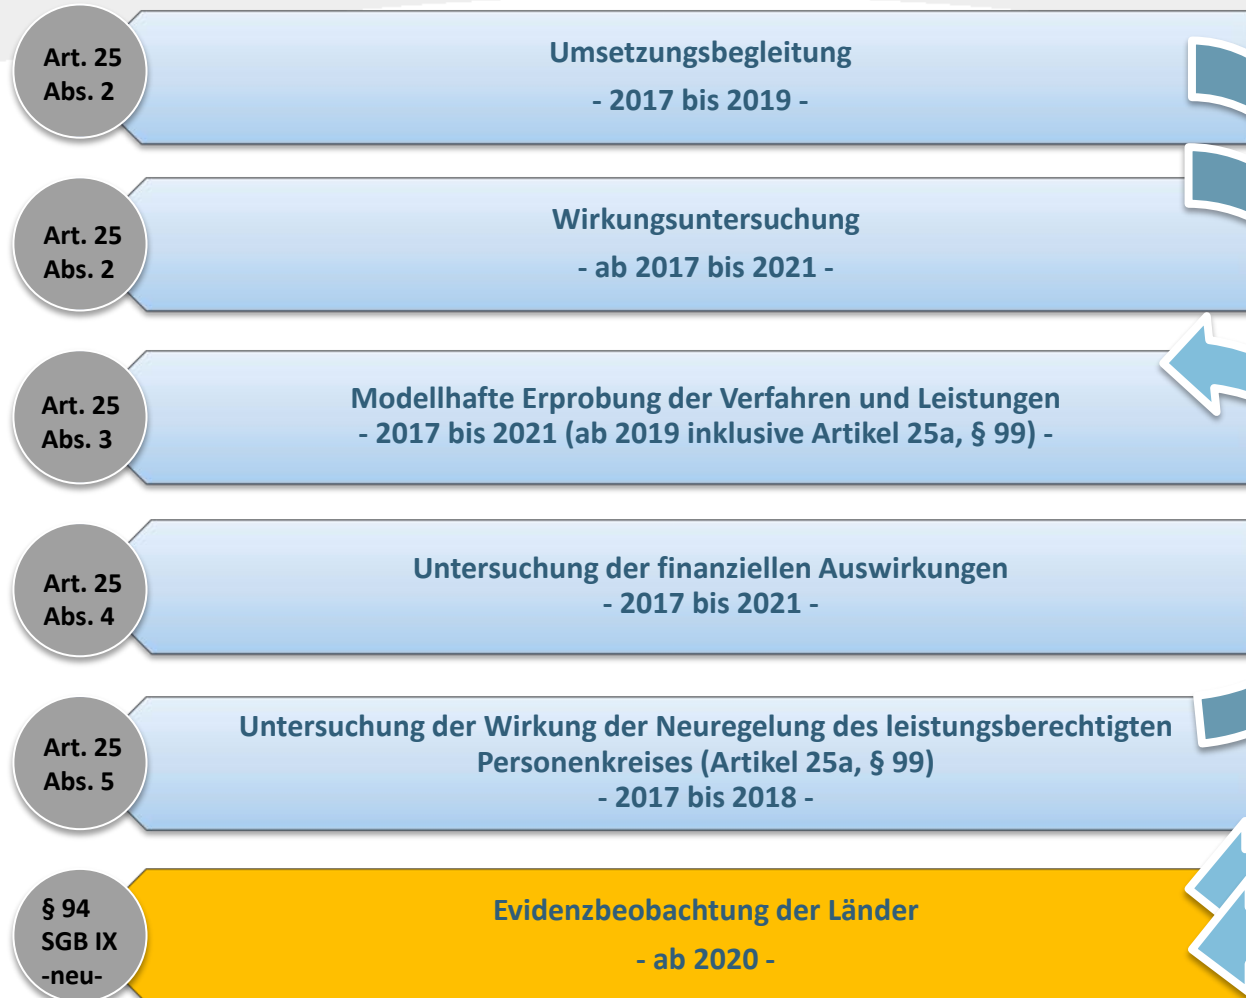 Art. 25
Abs. 2
Umsetzungsbegleitung
- 2017 bis 2019 -
Art. 25
Abs. 2
Wirkungsuntersuchung
- ab 2017 bis 2021 -
Art. 25
Abs. 3
Modellhafte Erprobung der Verfahren und Leistungen
- 2017 bis 2021 (ab 2019 inklusive Artikel 25a, § 99) -
Art. 25
Abs. 4
Untersuchung der finanziellen Auswirkungen
- 2017 bis 2021 -
Art. 25
Abs. 5
Untersuchung der Wirkung der Neuregelung des leistungsberechtigten
Personenkreises (Artikel 25a, § 99)
- 2017 bis 2018 -
§ 94
SGB IX
-neu-
Evidenzbeobachtung der Länder
- ab 2020 -